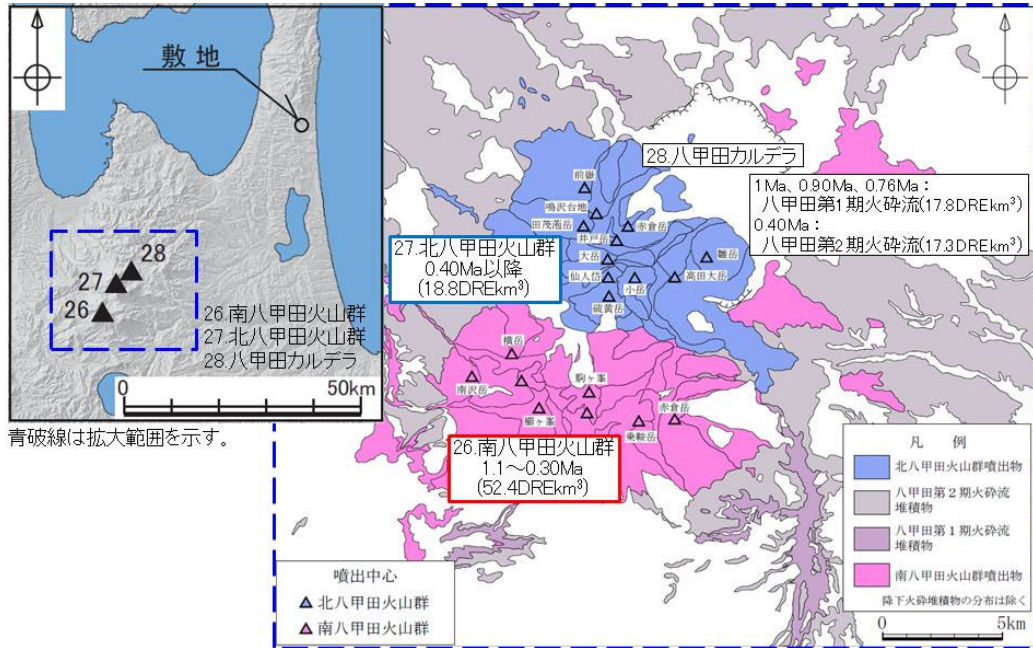 敷地
28
27
26
26.南八甲田火山群
27.北八甲田火山群
28.八甲田カルデラ
0 50km
青破線は拡大範囲を示す。
28.八甲田カルデラ
1Ma、0.90Ma、0.76Ma：
八甲田第1期火砕流(17.8DREkm³)
0.40Ma：
八甲田第2期火砕流(17.3DREkm³)
前嶽
鳴沢台地
田茂萢岳
赤倉岳
井戸岳
大岳
雛岳
仙人岱
小岳
高田大岳
硫黄岳
27.北八甲田火山群
0.40Ma以降
(18.8DREkm³)
横岳
南沢岳
駒ヶ峯
櫛ヶ峯
乗鞍岳
赤倉岳
26.南八甲田火山群
1.1～0.30Ma
(52.4DREkm³)
噴出中心
北八甲田火山群
南八甲田火山群
凡 例
北八甲田火山群噴出物
八甲田第２期火砕流
堆積物
八甲田第１期火砕流
堆積物
南八甲田火山群噴出物
降下火砕堆積物の分布は除く
0 5km